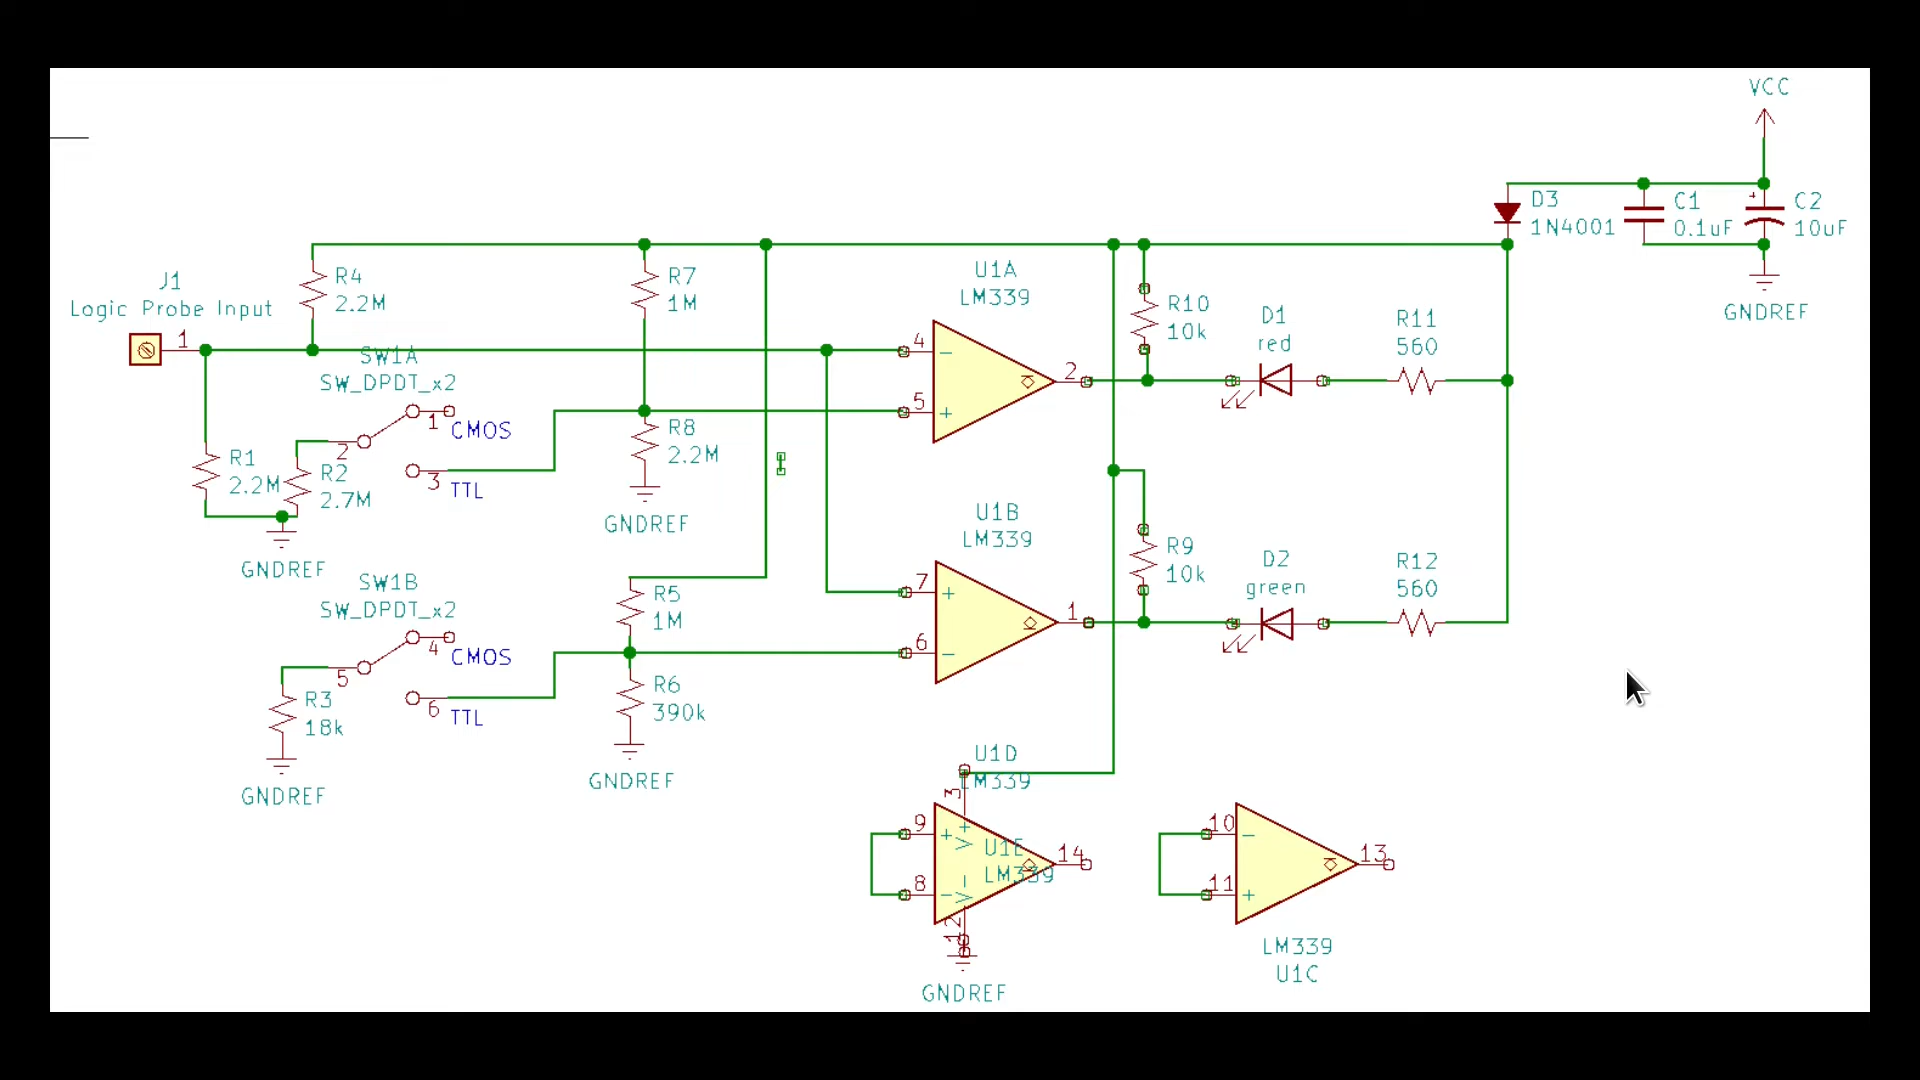 VCC
D3
1N4001
C1
0.1uF
C2
10uF
GNDREF
J1
Logic Probe Input
1
R4
2.2M
R7
1M
U1A
LM339
4
5
2
R10
10k
D1
red
R11
560
SW1A
SW_DPDT_x2
1
CMOS
2
3
TTL
R1
2.2M
R2
2.7M
GNDREF
R8
2.2M
GNDREF
U1B
LM339
7
6
1
R9
10k
D2
green
R12
560
SW1B
SW_DPDT_x2
4
CMOS
5
6
TTL
R3
18k
GNDREF
R5
1M
R6
390k
GNDREF
U1D
LM339
3
9
8
14
V+
V-
U1E
LM339
12
GNDREF
10
11
13
LM339
U1C